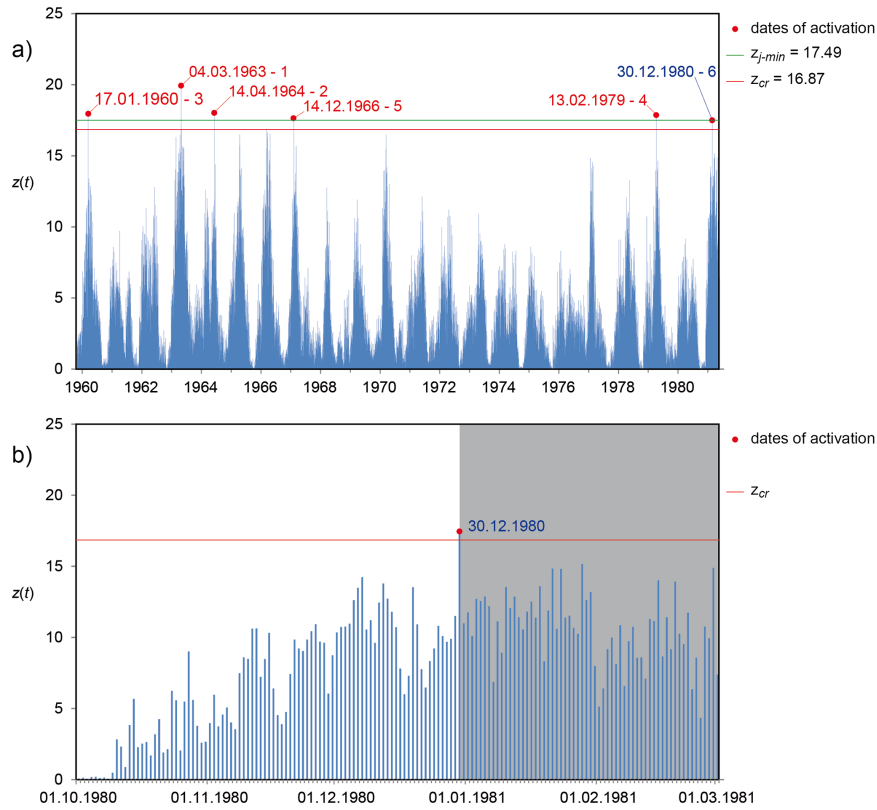 a)
25
20
15
10
5
0
z(t)
04.03.1963 - 1
17.01.1960 - 3
14.04.1964 - 2
14.12.1966 - 5
13.02.1979 - 4
30.12.1980 - 6
1960 1962 1964 1966 1968 1970 1972 1974 1976 1978 1980
dates of activation
zj-min = 17.49
zcr = 16.87
b)
25
20
15
10
5
0
z(t)
30.12.1980
01.10.1980 01.11.1980 01.12.1980 01.01.1981 01.02.1981 01.03.1981
dates of activation
zcr